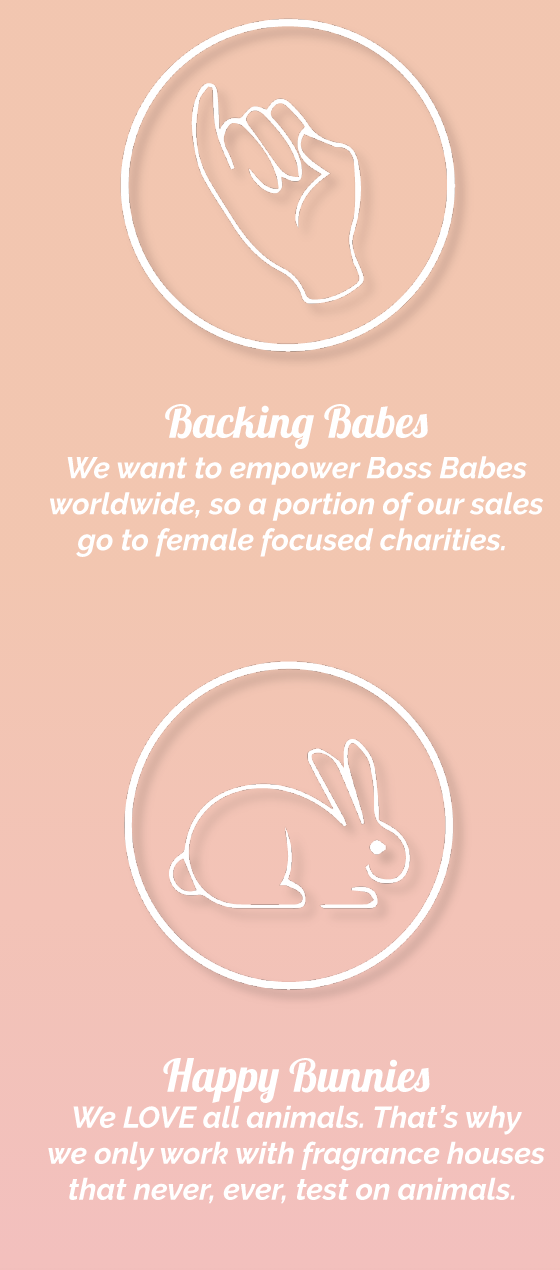 Backing Babes
We want to empower Boss Babes
worldwide, so a portion of our sales
go to female focused charities.
Happy Bunnies
We LOVE all animals. That's why
we only work with fragrance houses
that never, ever, test on animals.